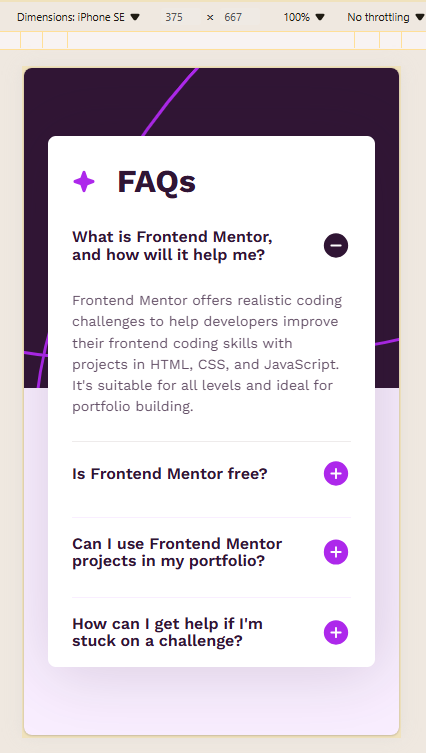 Dimensions: iPhone SE ▼ 375 × 667 100% ▼ No throttling ▼
FAQs
What is Frontend Mentor,
and how will it help me?
Frontend Mentor offers realistic coding
challenges to help developers improve
their frontend coding skills with
projects in HTML, CSS, and JavaScript.
It's suitable for all levels and ideal for
portfolio building.
Is Frontend Mentor free?
Can I use Frontend Mentor
projects in my portfolio?
How can I get help if I'm
stuck on a challenge?